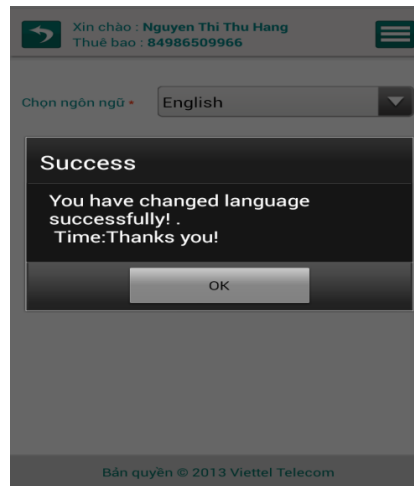 Xin chào : Nguyen Thi Thu Hang
Thuê bao : 84986509966
Chọn ngôn ngữ • English
Success
You have changed language
successfully! .
Time:Thanks you!
OK
Bản quyền © 2013 Viettel Telecom